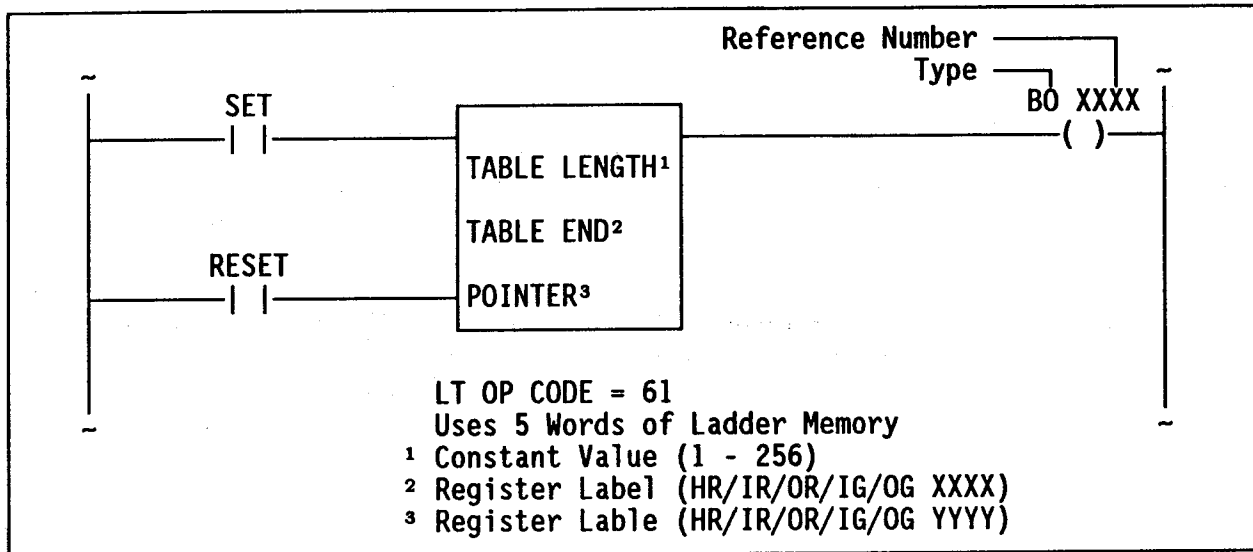 Reference Number
Type
BO XXXX
~ ~
SET
( )
TABLE LENGTH¹
TABLE END²
RESET
POINTER³
LT OP CODE = 61
Uses 5 Words of Ladder Memory
~ ~
¹ Constant Value (1 - 256)
² Register Label (HR/IR/OR/IG/OG XXXX)
³ Register Lable (HR/IR/OR/IG/OG YYYY)